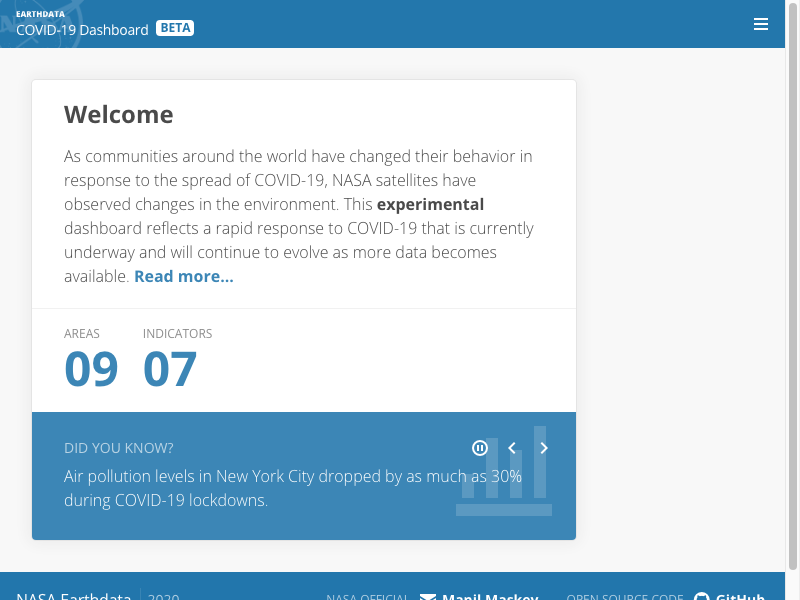 EARTHDATA
COVID-19 Dashboard BETA
Welcome
As communities around the world have changed their behavior in
response to the spread of COVID-19, NASA satellites have
observed changes in the environment. This experimental
dashboard reflects a rapid response to COVID-19 that is currently
underway and will continue to evolve as more data becomes
available. Read more...
AREAS INDICATORS
09 07
DID YOU KNOW?
Air pollution levels in New York City dropped by as much as 30%
during COVID-19 lockdowns.
NASA Earthdata 2020 NASA OFFICIAL Manil Maskey OPEN SOURCE CODE GitHub